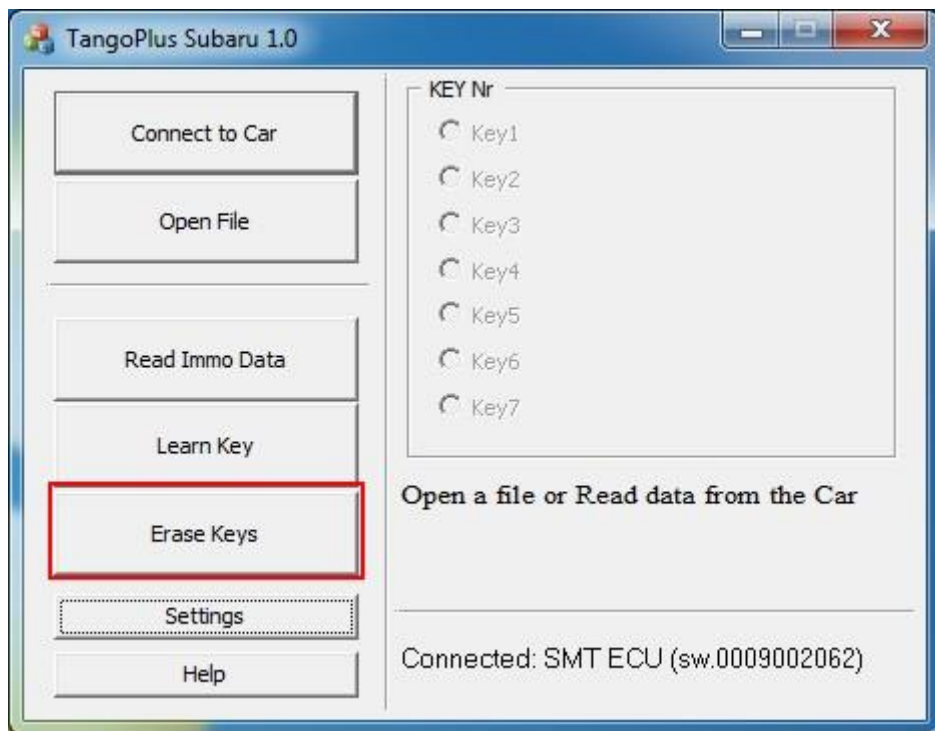 TangoPlus Subaru 1.0
Connect to Car
Open File
Read Immo Data
Learn Key
Erase Keys
Settings
Help
KEY Nr
Key1
Key2
Key3
Key4
Key5
Key6
Key7
Open a file or Read data from the Car
Connected: SMT ECU (sw.0009002062)